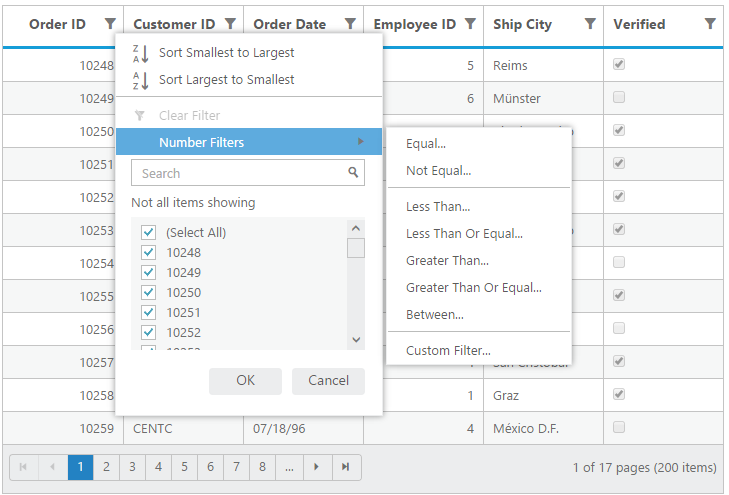 Order ID Customer ID Order Date Employee ID Ship City Verified
10248 5 Reims
10249 6 Münster
10250
10251
10252
10253
10254
10255
10256
10257
10258 1 Graz
10259 CENTC 07/18/96 4 México D.F.
Sort Smallest to Largest
Sort Largest to Smallest
Clear Filter
Number Filters
Search
Not all items showing
(Select All)
10248
10249
10250
10251
10252
OK Cancel
Equal...
Not Equal...
Less Than...
Less Than Or Equal...
Greater Than...
Greater Than Or Equal...
Between...
Custom Filter...
1 2 3 4 5 6 7 8 ... 1 of 17 pages (200 items)